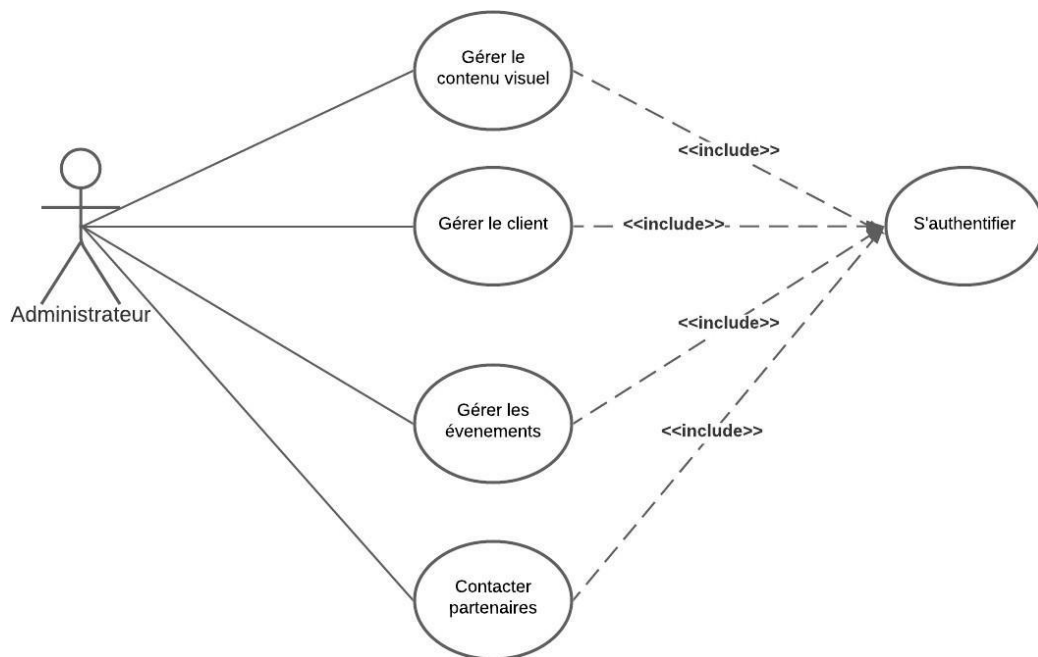 Gérer le
contenu visuel
<<include>>
Gérer le client
<<include>>
S'authentifier
Administrateur
<<include>>
Gérer les
évenements
<<include>>
Contacter
partenaires